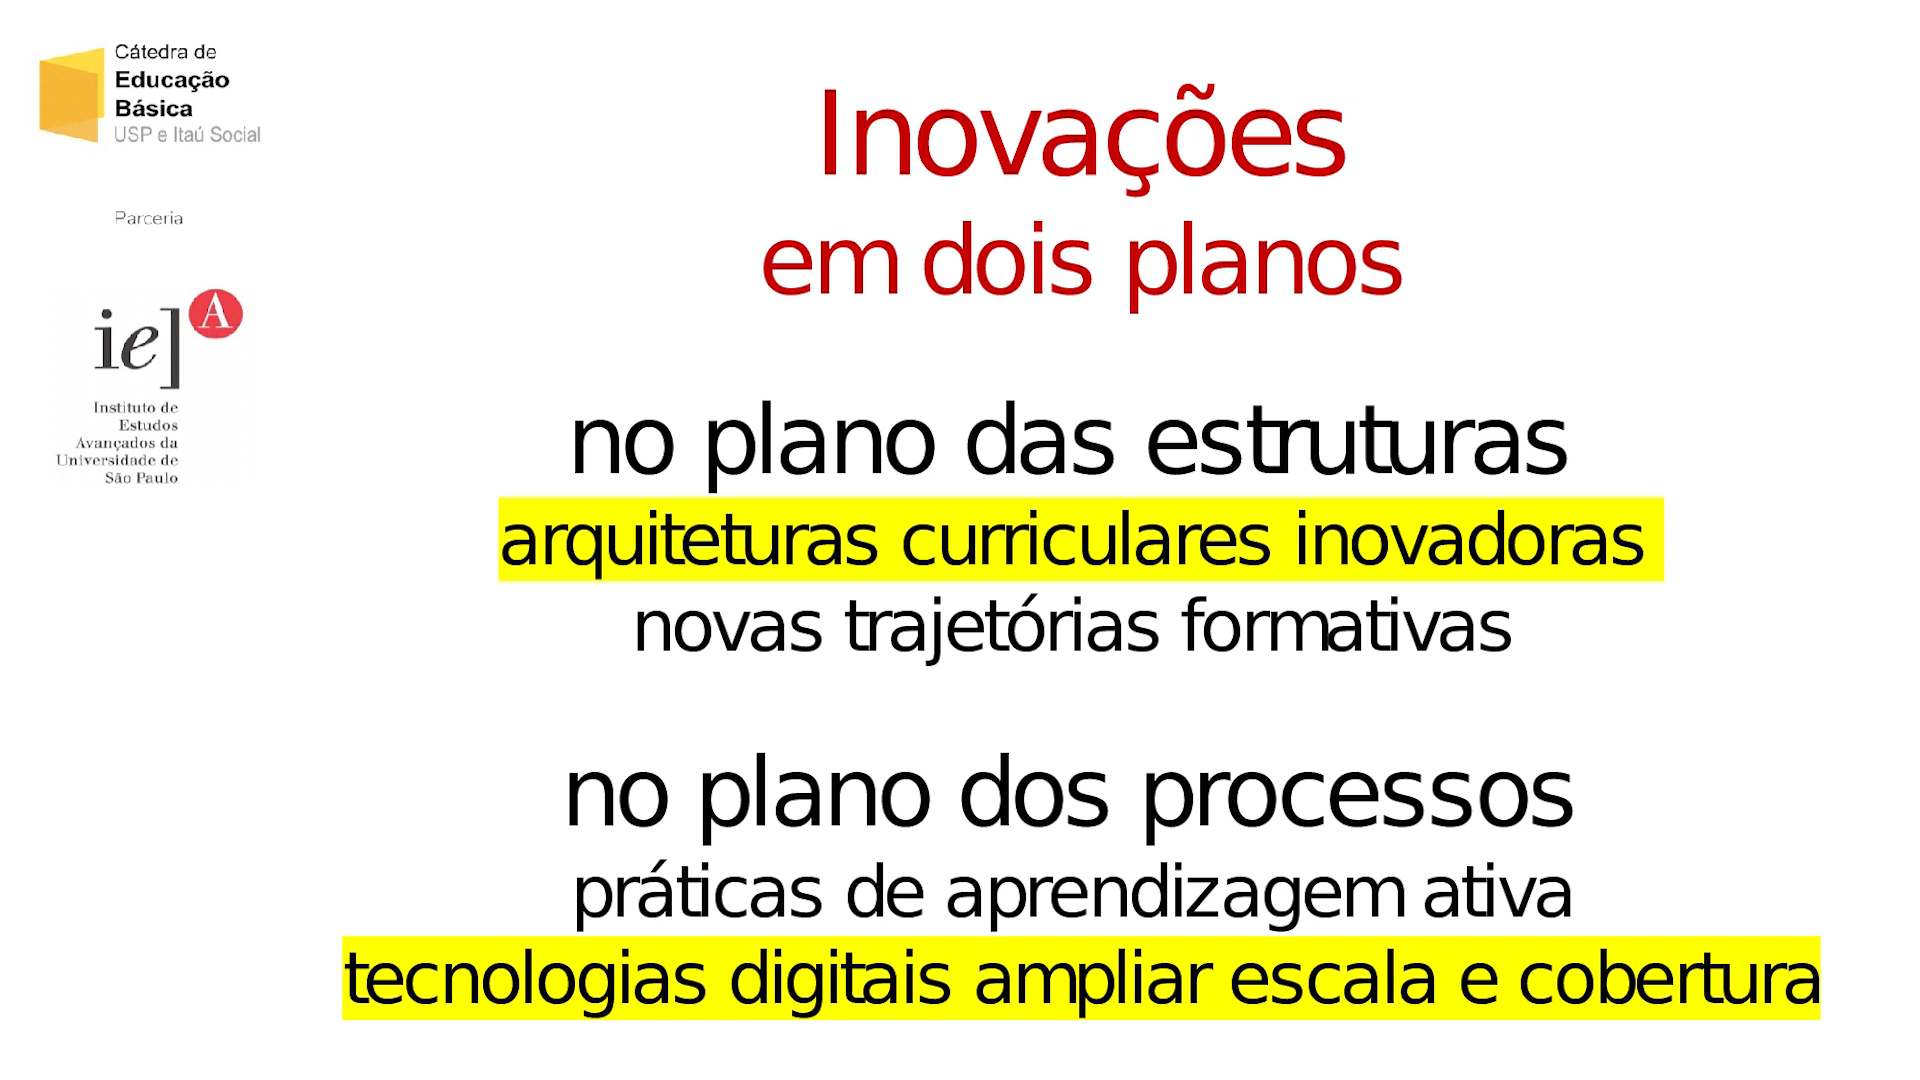 Cátedra de
Educação
Básica
USP e Itaú Social
Parceria
ie]A
Instituto de
Estudos
Avançados da
Universidade de
São Paulo
Inovações
em dois planos
no plano das estruturas
arquiteturas curriculares inovadoras
novas trajetórias formativas
no plano dos processos
práticas de aprendizagem ativa
tecnologias digitais ampliar escala e cobertura